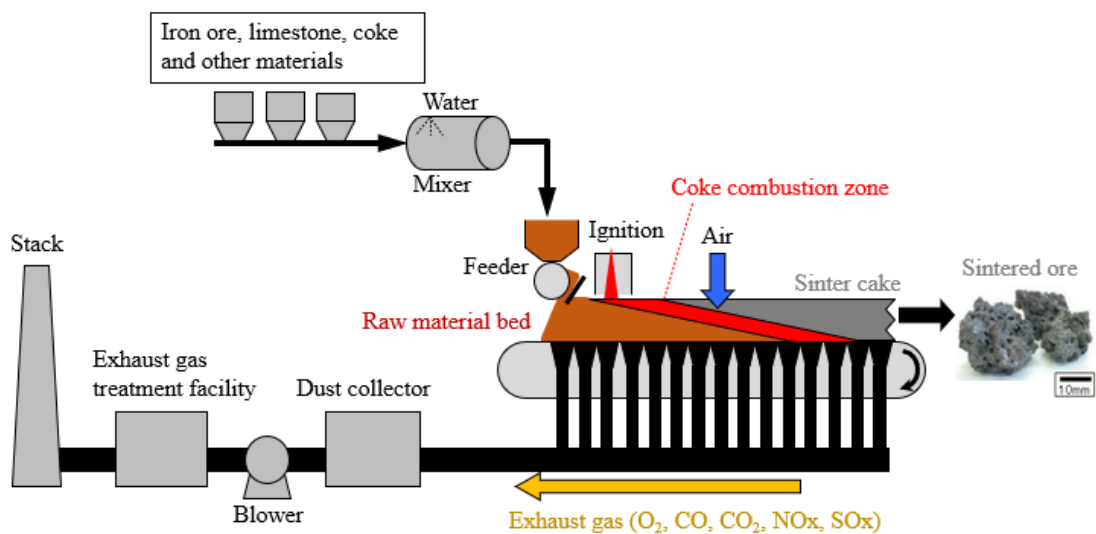 Iron ore, limestone, coke
and other materials
Water
Mixer
Coke combustion zone
Stack
Ignition
Air
Feeder
Sinter cake
Sintered ore
Raw material bed
Exhaust gas
treatment facility
Dust collector
10mm
Blower
Exhaust gas (O₂, CO, CO₂, NOx, SOx)